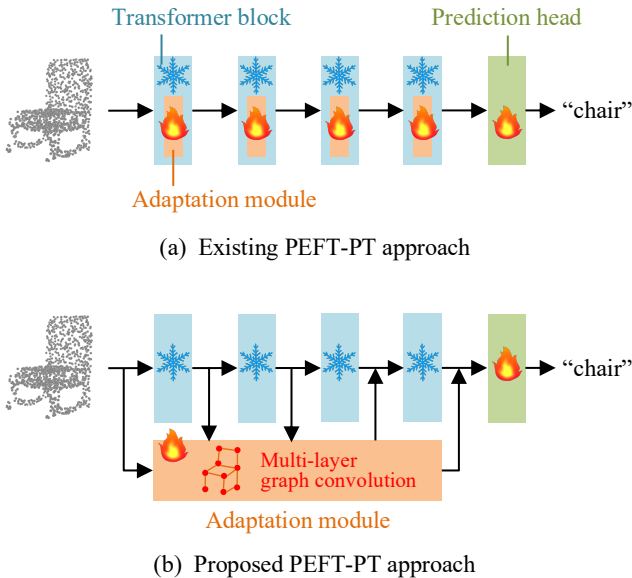 Transformer block
Prediction head
“chair”
Adaptation module
(a) Existing PEFT-PT approach
“chair”
Multi-layer
graph convolution
Adaptation module
(b) Proposed PEFT-PT approach